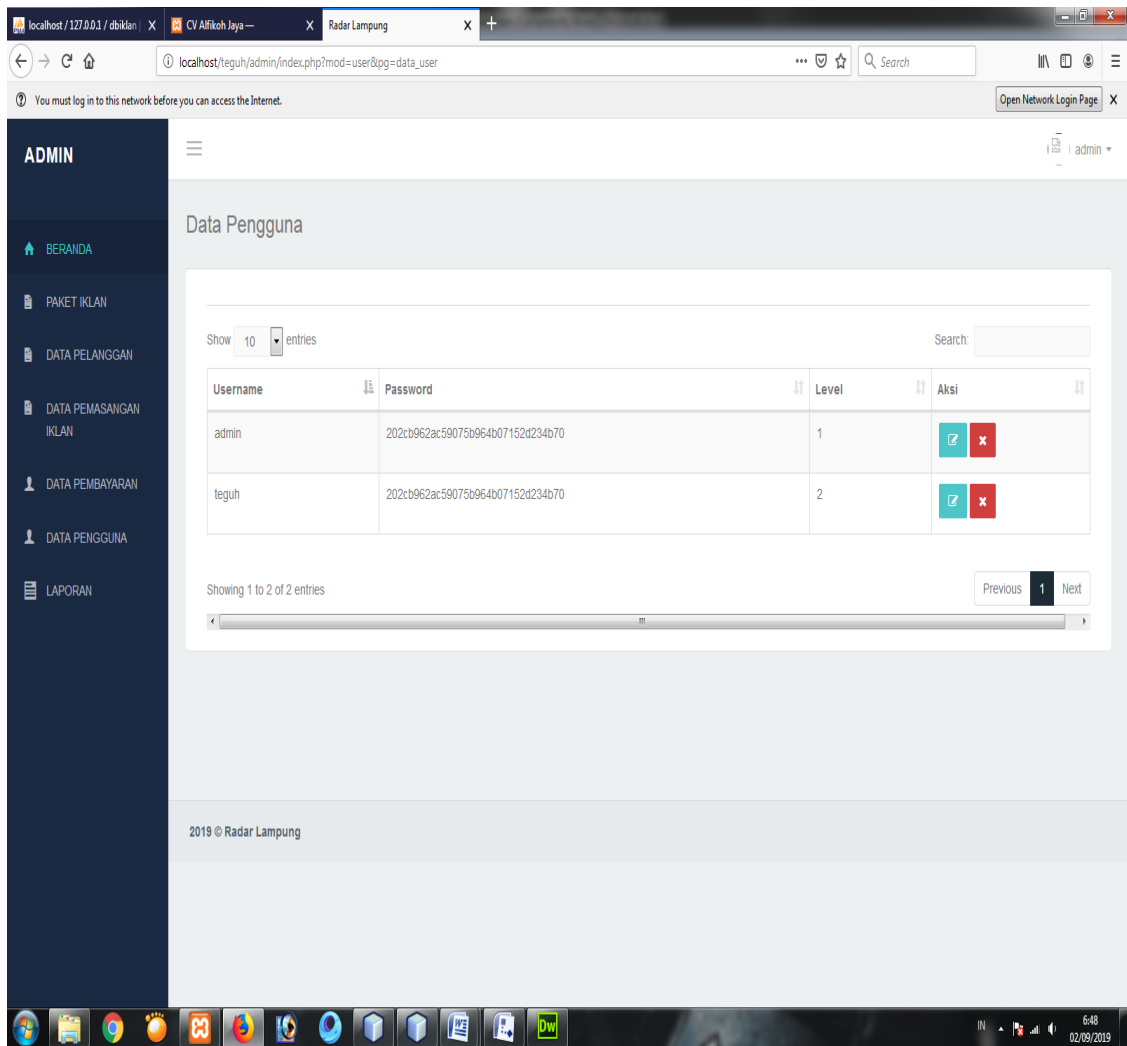 localhost / 127.0.0.1 / dbiklan |
CV Alfikoh Jaya —
Radar Lampung
localhost/teguh/admin/index.php?mod=user&pg=data_user
Search
You must log in to this network before you can access the Internet.
Open Network Login Page
ADMIN
admin
Data Pengguna
BERANDA
PAKET IKLAN
DATA PELANGGAN
DATA PEMASANGAN
IKLAN
DATA PEMBAYARAN
DATA PENGGUNA
LAPORAN
Show 10 entries
Search:
Username Password Level Aksi
admin 202cb962ac59075b964b07152d234b70 1
teguh 202cb962ac59075b964b07152d234b70 2
Showing 1 to 2 of 2 entries
Previous 1 Next
2019 © Radar Lampung
Dw
IN
6:48
02/09/2019